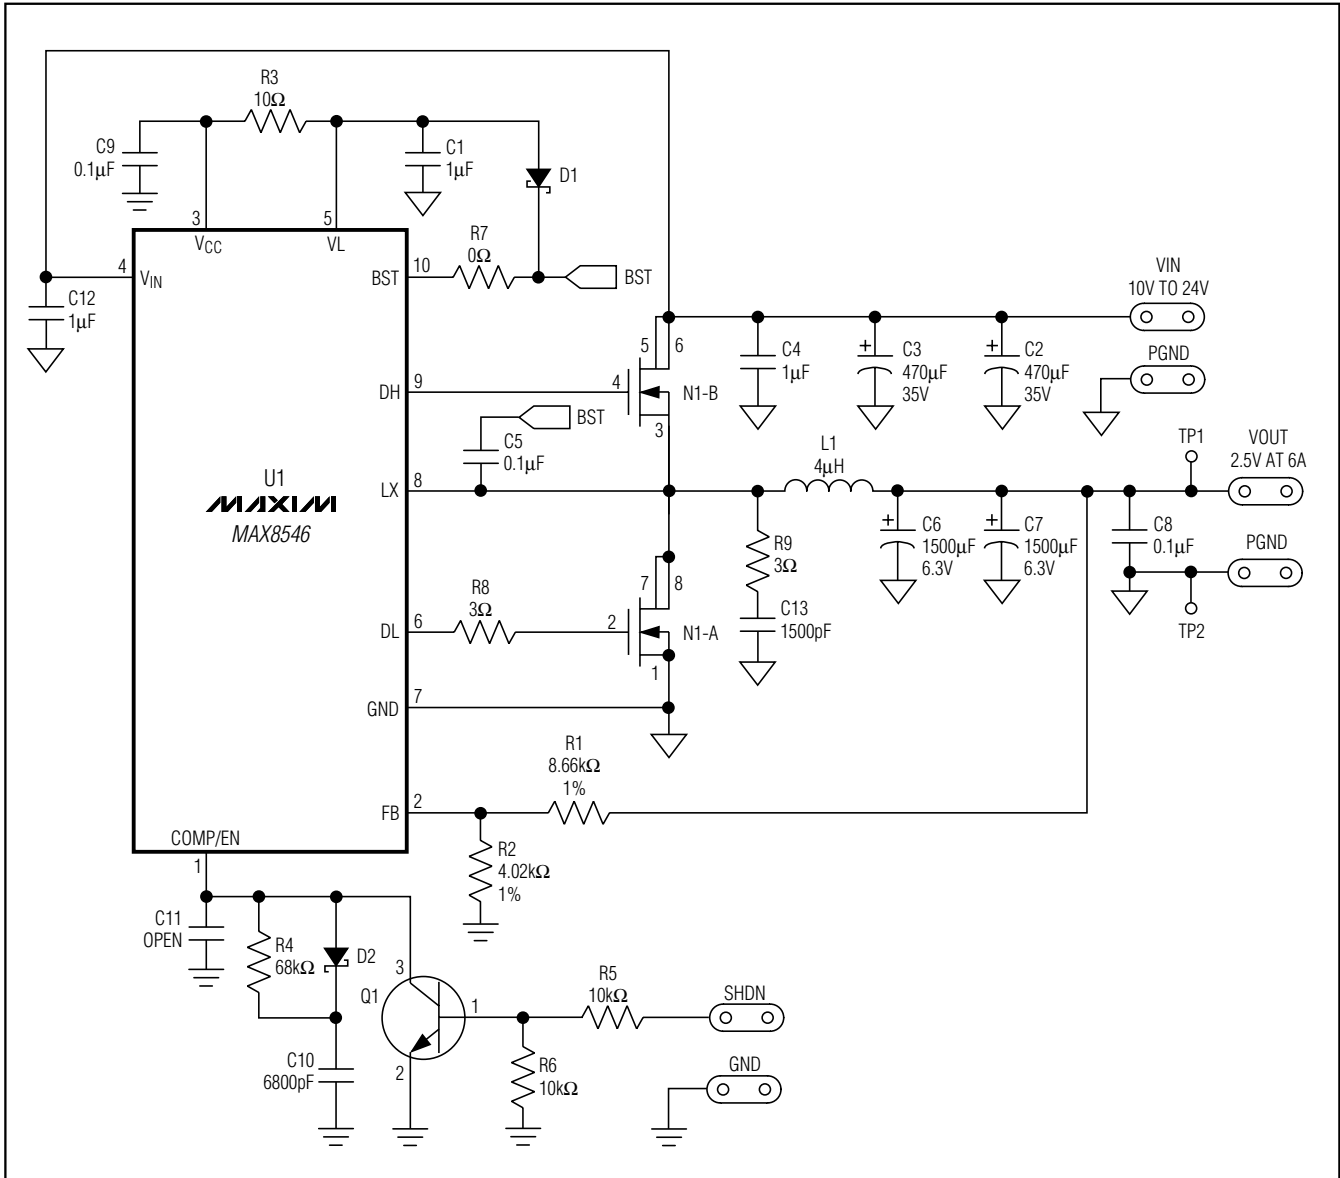 R3
10Ω
C9
0.1μF
C1
1μF
D1
3
5
VCC
VL
R7
0Ω
4
VIN
BST
10
BST
C12
1μF
VIN
10V TO 24V
5
6
C4
1μF
+
C3
470μF
35V
+
C2
470μF
35V
PGND
DH
9
4
N1-B
3
BST
C5
0.1μF
L1
4μH
TP1
VOUT
2.5V AT 6A
U1
MAXIM
MAX8546
LX
8
R9
3Ω
+
C6
1500μF
6.3V
+
C7
1500μF
6.3V
C8
0.1μF
PGND
7
8
R8
3Ω
DL
6
2
N1-A
1
C13
1500pF
TP2
GND
7
R1
8.66kΩ
1%
FB
2
COMP/EN
1
R2
4.02kΩ
1%
C11
OPEN
R4
68kΩ
D2
3
Q1
1
2
R5
10kΩ
SHDN
C10
6800pF
R6
10kΩ
GND